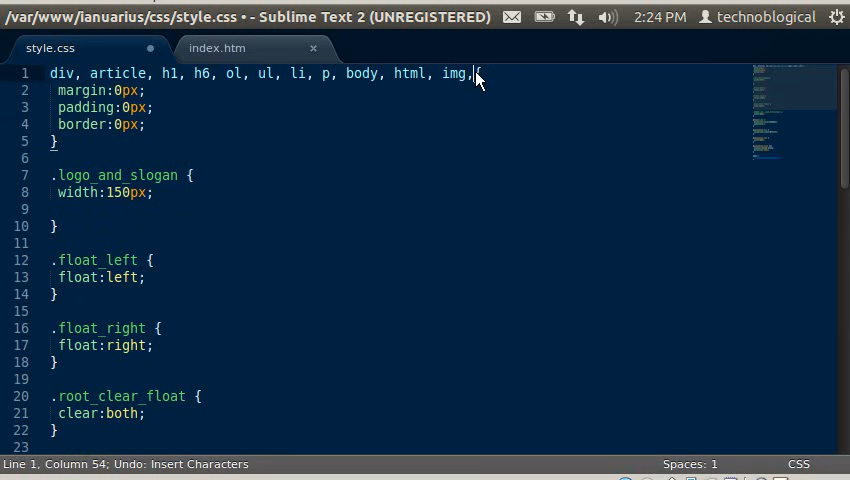 /var/www/ianuarius/css/style.css • - Sublime Text 2 (UNREGISTERED) 2:24 PM technoblogical
style.css index.htm ×
1 div, article, h1, h6, ol, ul, li, p, body, html, img,{
2 margin:0px;
3 padding:0px;
4 border:0px;
5 }
6
7 .logo_and_slogan {
8 width:150px;
9
10 }
11
12 .float_left {
13 float:left;
14 }
15
16 .float_right {
17 float:right;
18 }
19
20 .root_clear_float {
21 clear:both;
22 }
23
Line 1, Column 54; Undo: Insert Characters Spaces: 1 CSS